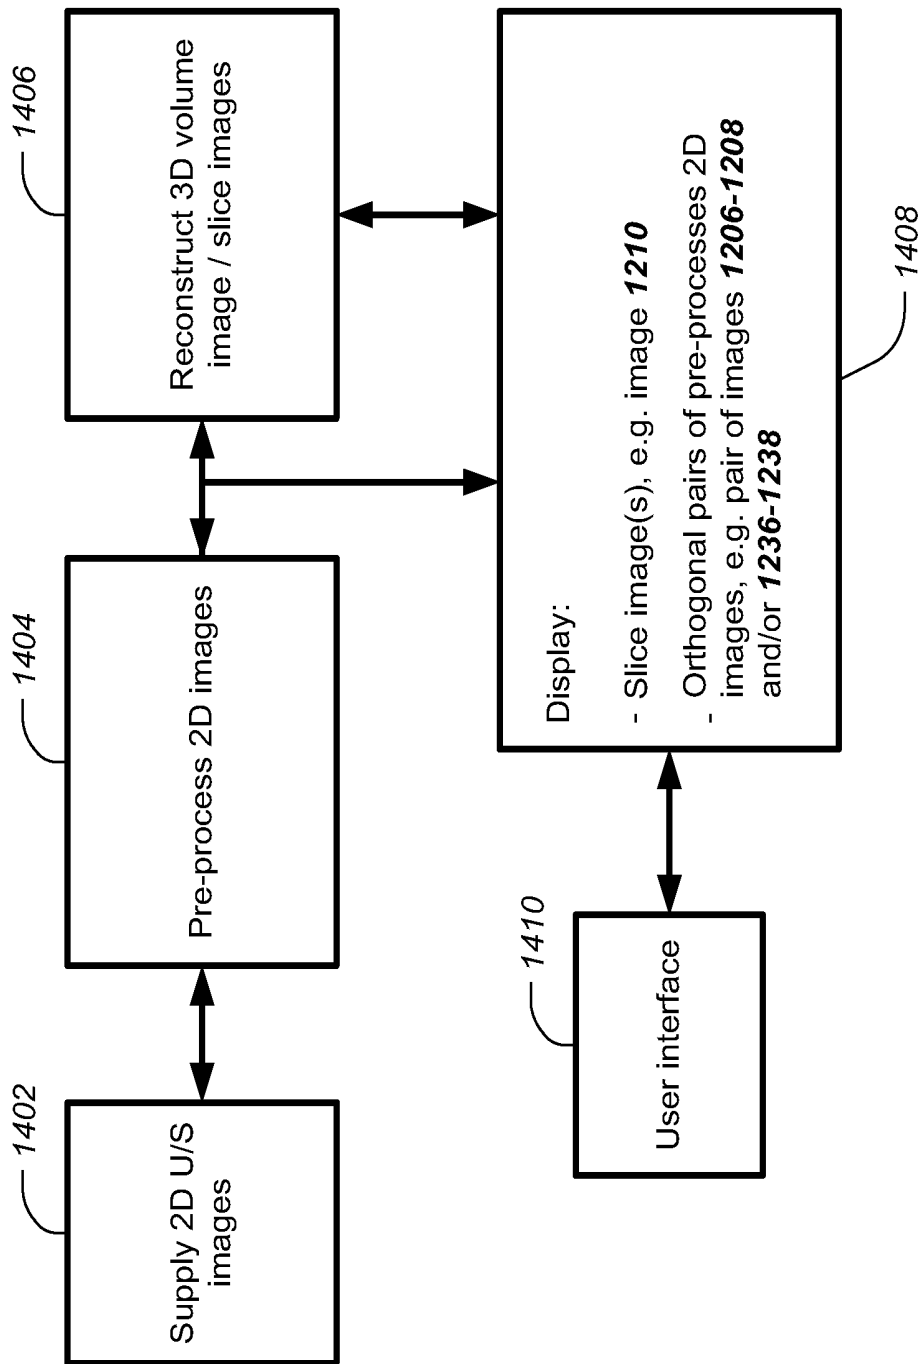 1402
Supply 2D U/S
images
1404
Pre-process 2D images
1406
Reconstruct 3D volume
image / slice images
1410
User interface
Display:
- Slice image(s), e.g. image 1210
- Orthogonal pairs of pre-processes 2D
images, e.g. pair of images 1206-1208
and/or 1236-1238
1408